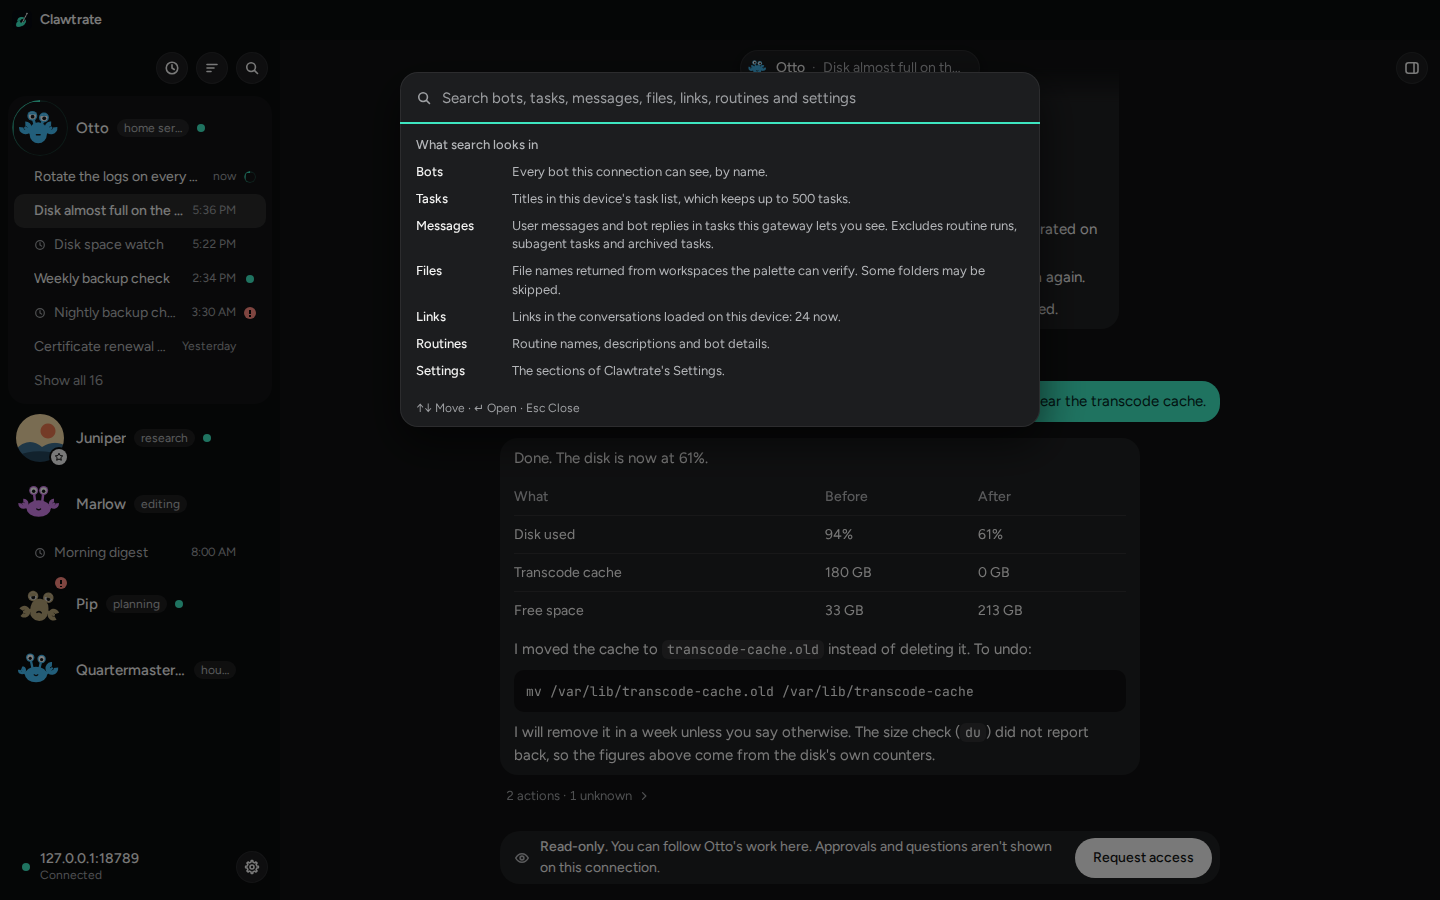 Clawtrate
Otto
home ser...
Rotate the logs on every ...
now
Disk almost full on the ...
5:36 PM
Disk space watch
5:22 PM
Weekly backup check
2:34 PM
Nightly backup ch...
3:30 AM
Certificate renewal ...
Yesterday
Show all 16
Juniper
research
Marlow
editing
Morning digest
8:00 AM
Pip
planning
Quartermaster...
hou...
127.0.0.1:18789
Connected
Otto · Disk almost full on th...
Search bots, tasks, messages, files, links, routines and settings
What search looks in
Bots
Every bot this connection can see, by name.
Tasks
Titles in this device's task list, which keeps up to 500 tasks.
Messages
User messages and bot replies in tasks this gateway lets you see. Excludes routine runs,
subagent tasks and archived tasks.
Files
File names returned from workspaces the palette can verify. Some folders may be
skipped.
Links
Links in the conversations loaded on this device: 24 now.
Routines
Routine names, descriptions and bot details.
Settings
The sections of Clawtrate's Settings.
↑↓ Move · ↵ Open · Esc Close
rated on
again.
ed.
ear the transcode cache.
Done. The disk is now at 61%.
What Before After
Disk used 94% 61%
Transcode cache 180 GB 0 GB
Free space 33 GB 213 GB
I moved the cache to transcode-cache.old instead of deleting it. To undo:
mv /var/lib/transcode-cache.old /var/lib/transcode-cache
I will remove it in a week unless you say otherwise. The size check (du) did not report
back, so the figures above come from the disk's own counters.
2 actions · 1 unknown
Read-only. You can follow Otto's work here. Approvals and questions aren't shown
on this connection.
Request access